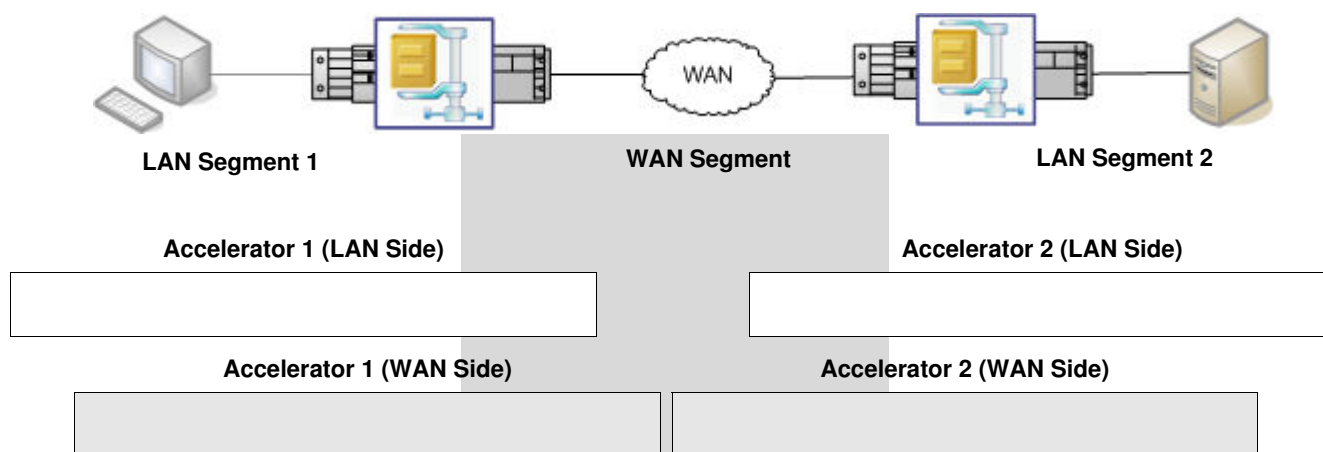 WAN
LAN Segment 1
WAN Segment
LAN Segment 2
Accelerator 1 (LAN Side)
Accelerator 2 (LAN Side)
Accelerator 1 (WAN Side)
Accelerator 2 (WAN Side)